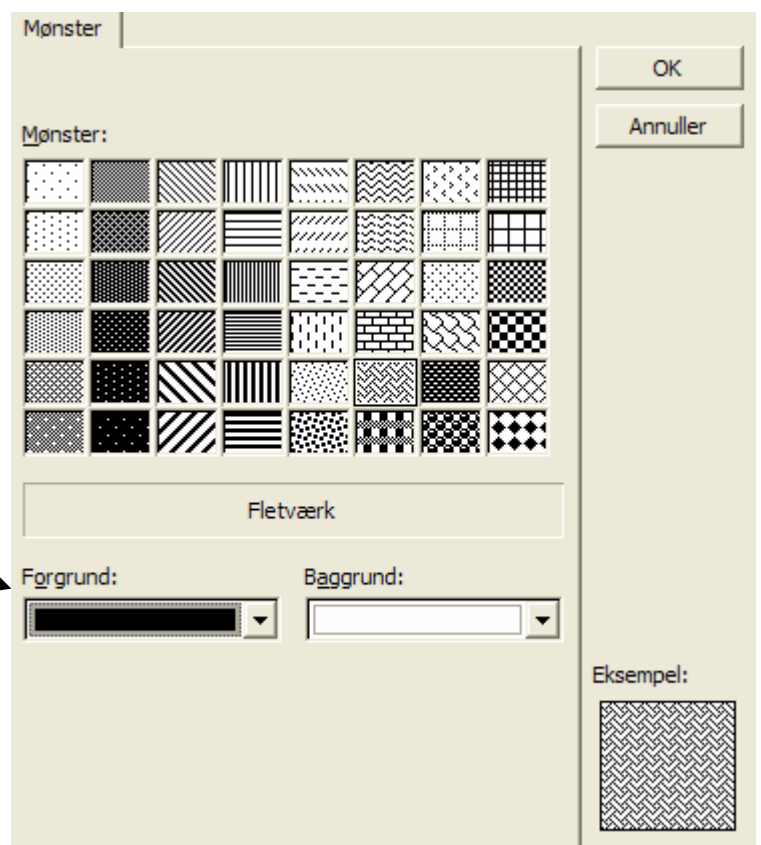 Mønster
OK
Annuller
Mønster:
Fletværk
Forgrund:
Baggrund:
Eksempel: